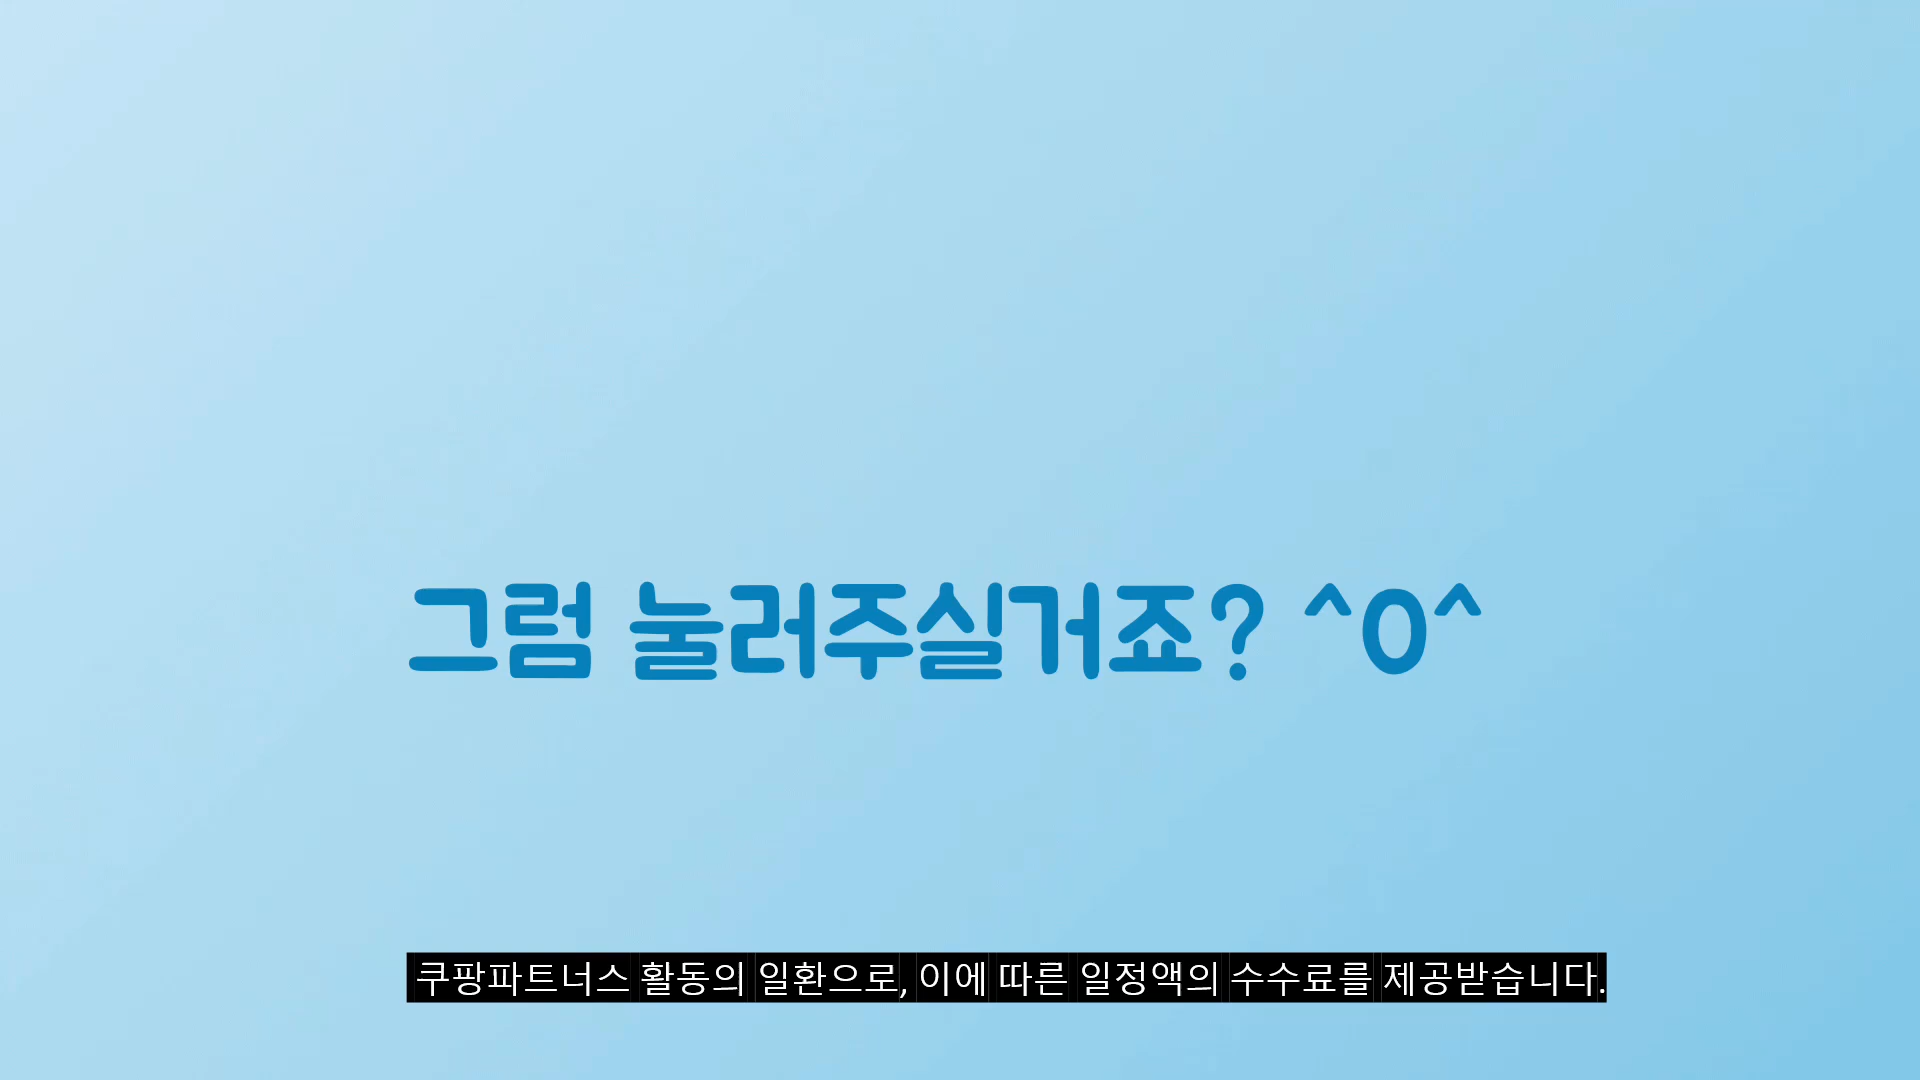 그럼 눌러주실거죠? ^0^
쿠팡파트너스 활동의 일환으로, 이에 따른 일정액의 수수료를 제공받습니다.